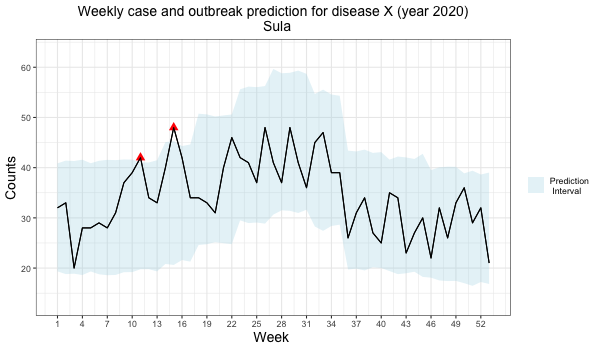 Weekly case and outbreak prediction for disease X (year 2020)
Sula
60
50
40
30
20
Counts
1 4 7 10 13 16 19 22 25 28 31 34 37 40 43 46 49 52
Week
Prediction
Interval